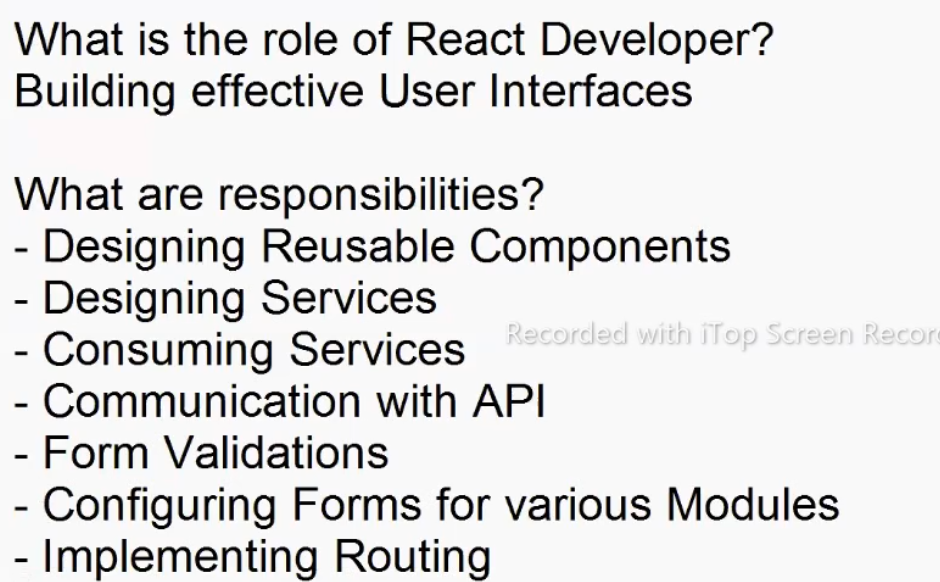 What is the role of React Developer?
Building effective User Interfaces
What are responsibilities?
- Designing Reusable Components
- Designing Services
- Consuming Services
Recorded with iTop Screen Recor
- Communication with API
- Form Validations
- Configuring Forms for various Modules
- Implementing Routing